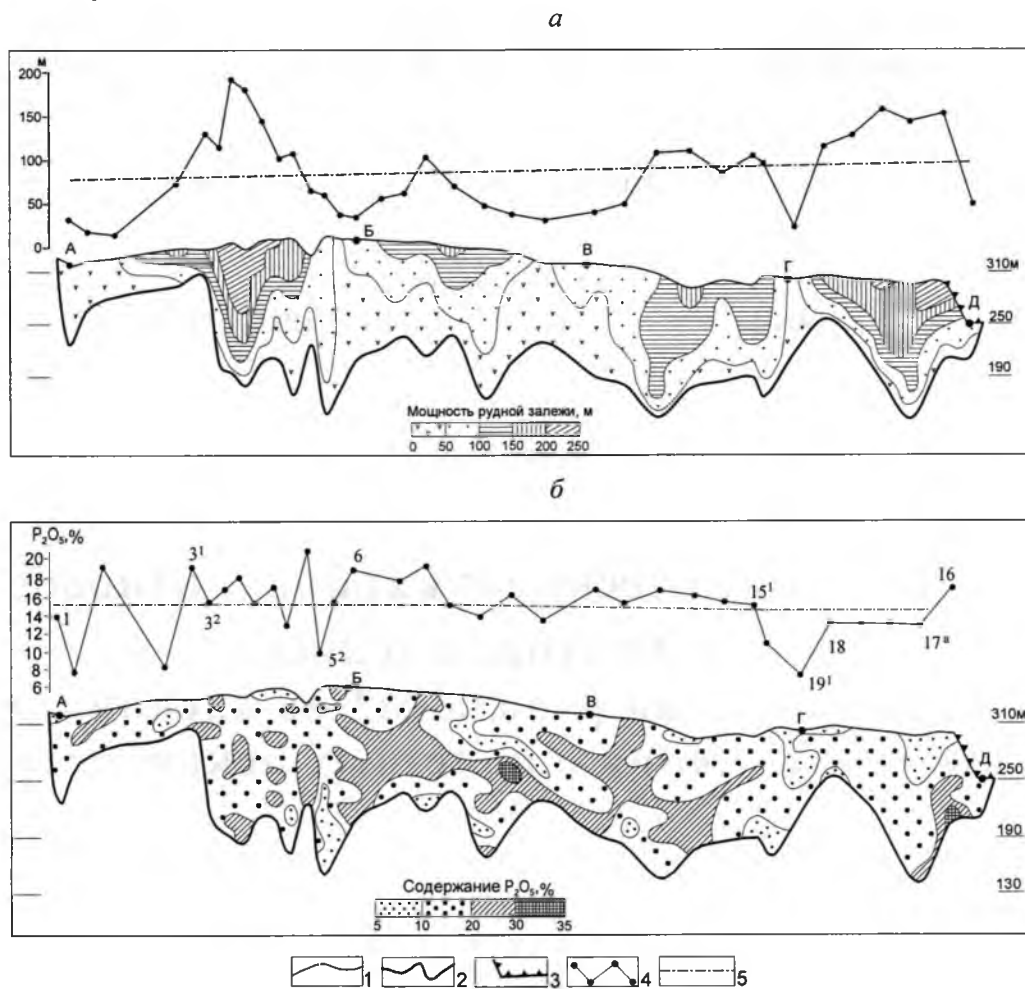 а
м
200
150
100
50
0
А
Б
В
Г
Д
310м
250
190
Мощность рудной залежи, м
0 50 100 150 200 250
б
P₂O₅,%
20
18
16
14
12
10
8
6
1
3¹
3²
5²
6
15¹
19¹
18
17ª
16
А
Б
В
Г
Д
310м
250
190
130
Содержание P₂O₅,%
5 10 20 30 35
1 2 3 4 5